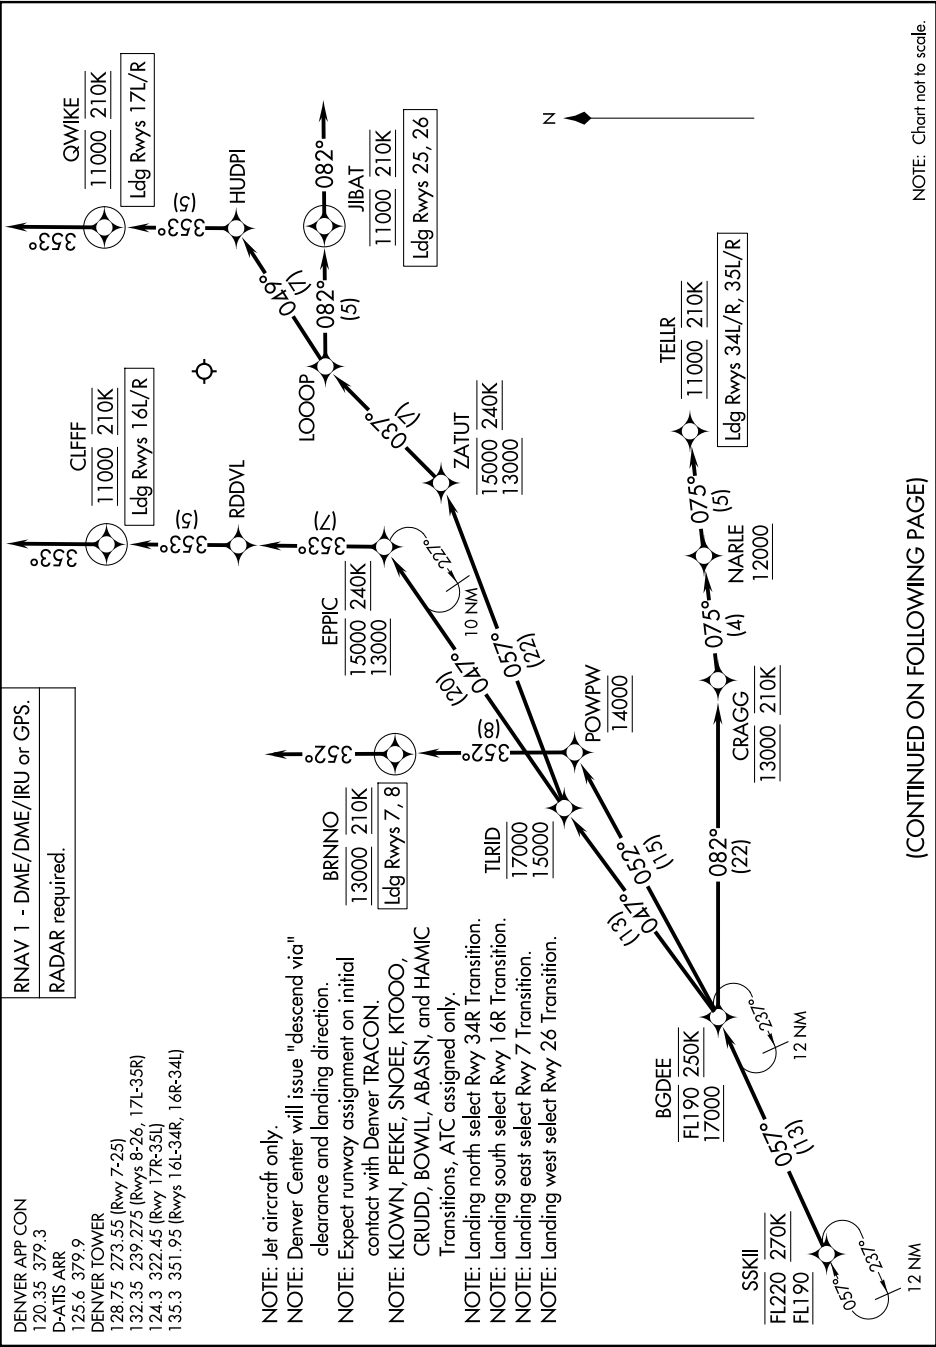 DENVER APP CON
120.35 379.3
D-ATIS ARR
125.6 379.9
DENVER TOWER
128.75 273.55 (Rwy 7-25)
132.35 239.275 (Rwys 8-26, 17L-35R)
124.3 322.45 (Rwy 17R-35L)
135.3 351.95 (Rwys 16L-34R, 16R-34L)
RNAV 1 - DME/DME/IRU or GPS.
RADAR required.
NOTE: Jet aircraft only.
NOTE: Denver Center will issue "descend via"
clearance and landing direction.
NOTE: Expect runway assignment on initial
contact with Denver TRACON.
NOTE: KLOWN, PEEKE, SNOEE, KTOOO,
CRUDD, BOWLL, ABASN, and HAMIC
Transitions, ATC assigned only.
NOTE: Landing north select Rwy 34R Transition.
NOTE: Landing south select Rwy 16R Transition.
NOTE: Landing east select Rwy 7 Transition.
NOTE: Landing west select Rwy 26 Transition.
SSKII
FL220 270K
FL190
057°
237°
12 NM
057°
(13)
BGDEE
FL190 250K
17000
237°
12 NM
047°
(13)
052°
(15)
082°
(22)
TLRID
17000
15000
POWPW
14000
352°
(8)
BRNNO
13000 210K
Ldg Rwys 7, 8
352°
047°
(20)
057°
(22)
EPPIC
15000 240K
13000
227°
10 NM
353°
(7)
RDDVL
353°
(5)
CLFFF
11000 210K
Ldg Rwys 16L/R
353°
ZATUT
15000 240K
13000
037°
(7)
LOOOP
046°
(7)
082°
(5)
HUDPI
353°
(5)
QWIKE
11000 210K
Ldg Rwys 17L/R
353°
JIBAT
11000 210K
Ldg Rwys 25, 26
082°
CRAGG
13000 210K
075°
(4)
NARLE
12000
075°
(5)
TELLR
11000 210K
Ldg Rwys 34L/R, 35L/R
N
(CONTINUED ON FOLLOWING PAGE)
NOTE: Chart not to scale.